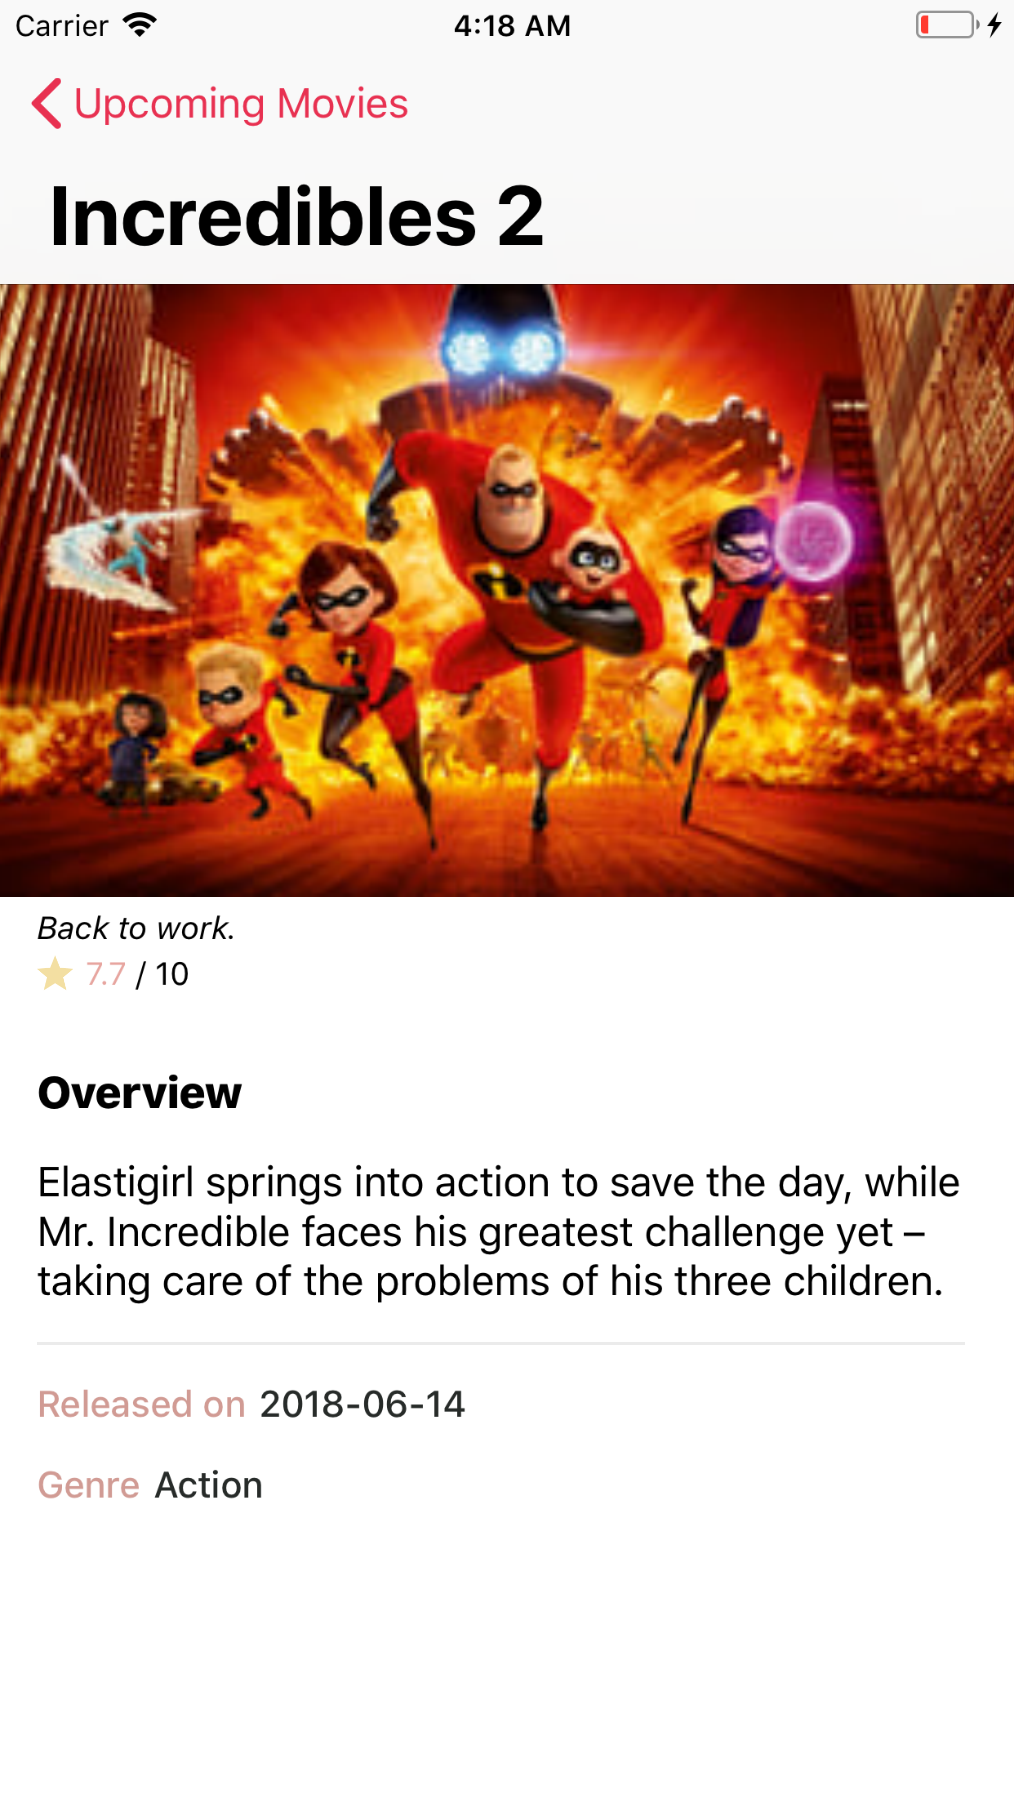 Carrier 4:18 AM
Upcoming Movies
Incredibles 2
Back to work.
7.7 / 10
Overview
Elastigirl springs into action to save the day, while
Mr. Incredible faces his greatest challenge yet –
taking care of the problems of his three children.
Released on 2018-06-14
Genre Action